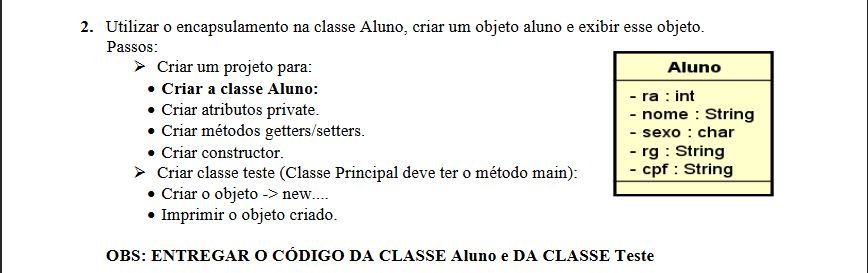 2. Utilizar o encapsulamento na classe Aluno, criar um objeto aluno e exibir esse objeto.
Passos:
➢ Criar um projeto para:
• Criar a classe Aluno:
• Criar atributos private.
• Criar métodos getters/setters.
• Criar constructor.
➢ Criar classe teste (Classe Principal deve ter o método main):
• Criar o objeto -> new....
• Imprimir o objeto criado.
Aluno
- ra : int
- nome : String
- sexo : char
- rg : String
- cpf : String
OBS: ENTREGAR O CÓDIGO DA CLASSE Aluno e DA CLASSE Teste